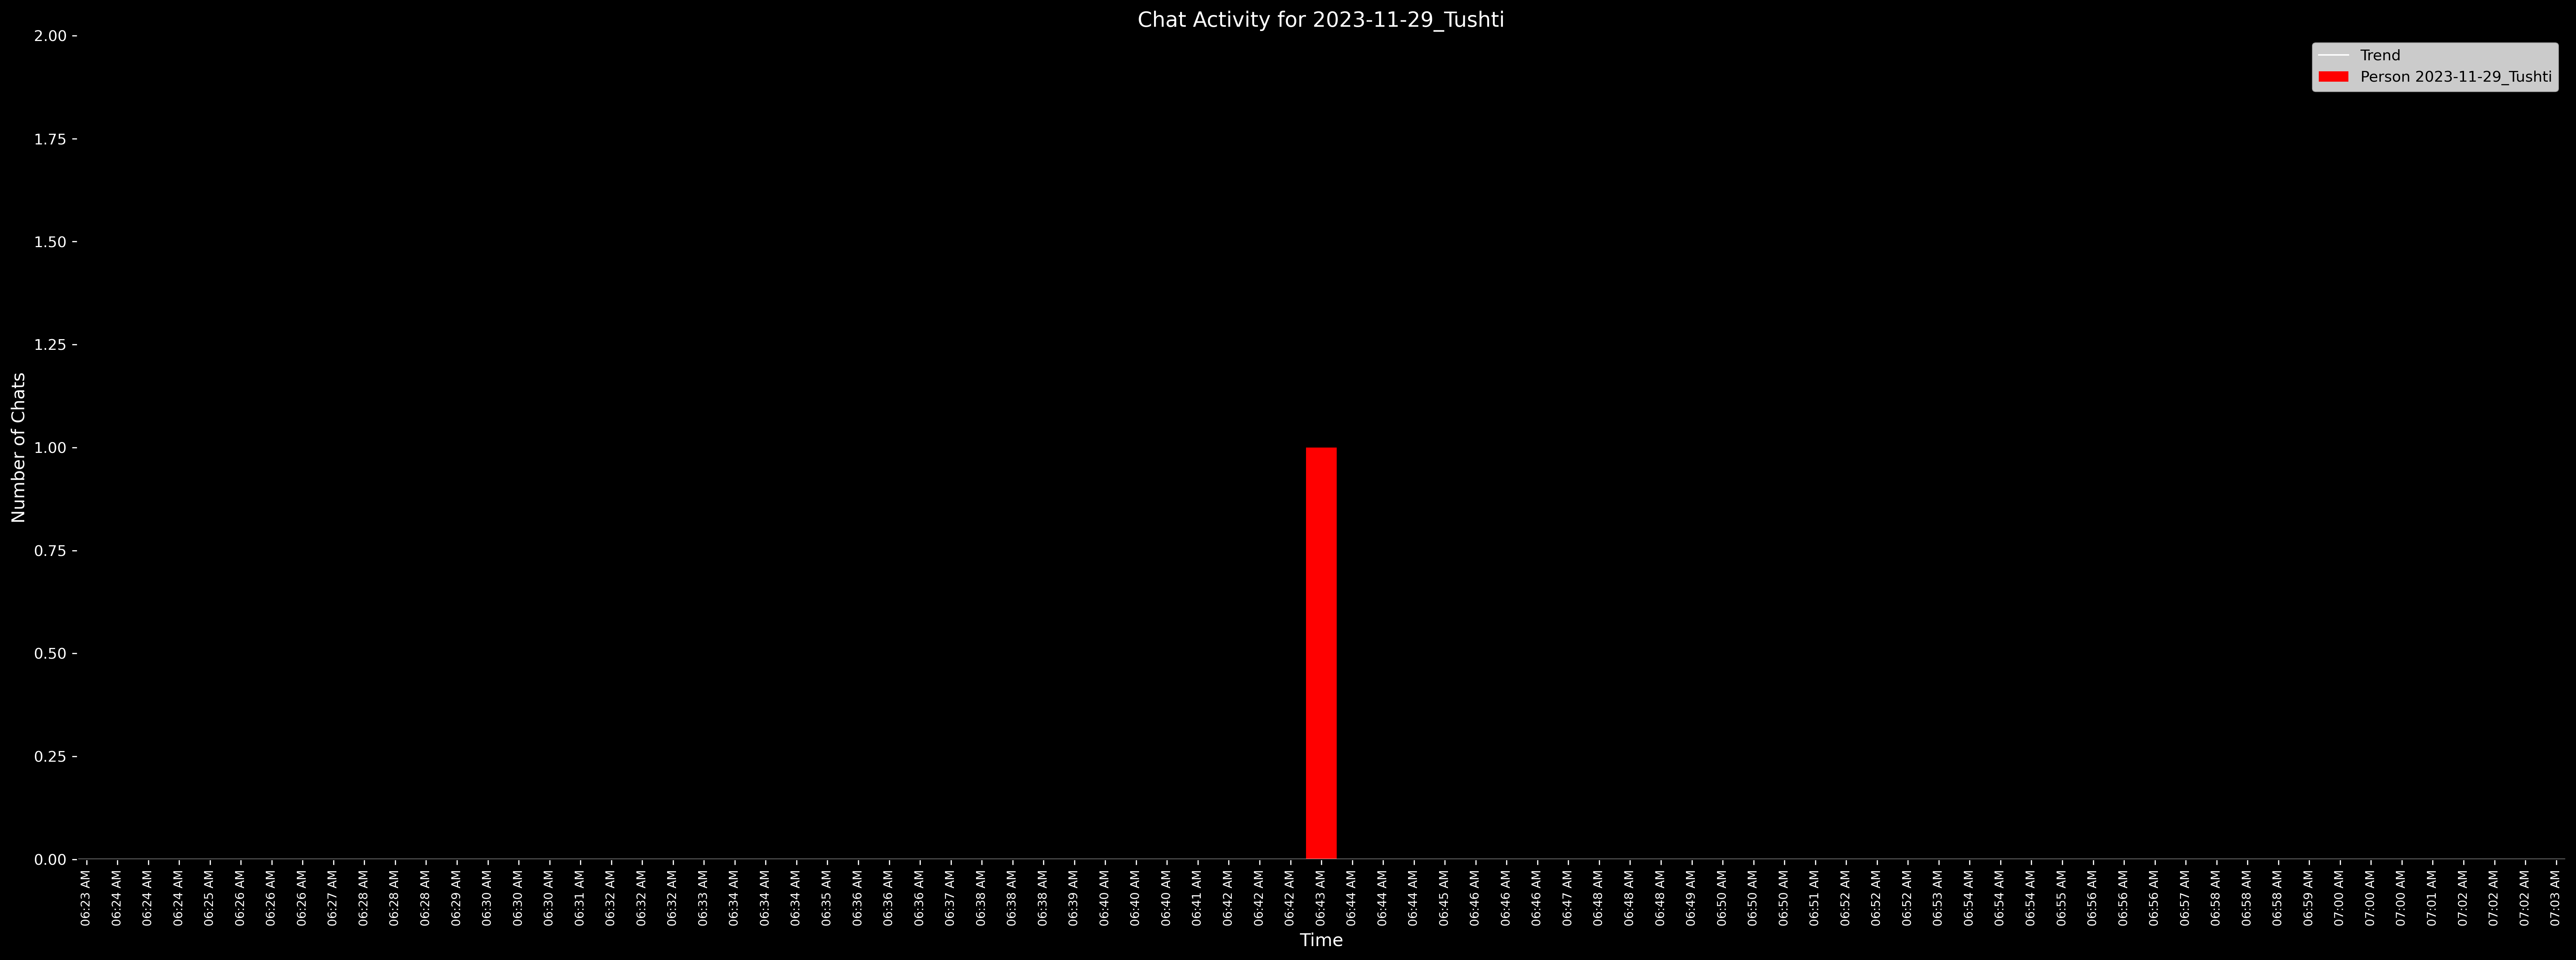 Chat Activity for 2023-11-29_Tushti
Trend
Person 2023-11-29_Tushti
Number of Chats
2.00
1.75
1.50
1.25
1.00
0.75
0.50
0.25
0.00
06:23 AM
06:24 AM
06:24 AM
06:24 AM
06:25 AM
06:26 AM
06:26 AM
06:26 AM
06:27 AM
06:28 AM
06:28 AM
06:28 AM
06:29 AM
06:30 AM
06:30 AM
06:30 AM
06:31 AM
06:32 AM
06:32 AM
06:32 AM
06:33 AM
06:34 AM
06:34 AM
06:34 AM
06:35 AM
06:36 AM
06:36 AM
06:36 AM
06:37 AM
06:38 AM
06:38 AM
06:38 AM
06:39 AM
06:40 AM
06:40 AM
06:40 AM
06:41 AM
06:42 AM
06:42 AM
06:42 AM
06:43 AM
06:44 AM
06:44 AM
06:44 AM
06:45 AM
06:46 AM
06:46 AM
06:46 AM
06:47 AM
06:48 AM
06:48 AM
06:48 AM
06:49 AM
06:50 AM
06:50 AM
06:50 AM
06:51 AM
06:52 AM
06:52 AM
06:52 AM
06:53 AM
06:54 AM
06:54 AM
06:54 AM
06:55 AM
06:56 AM
06:56 AM
06:56 AM
06:57 AM
06:58 AM
06:58 AM
06:58 AM
06:59 AM
07:00 AM
07:00 AM
07:00 AM
07:01 AM
07:02 AM
07:02 AM
07:02 AM
07:03 AM
Time